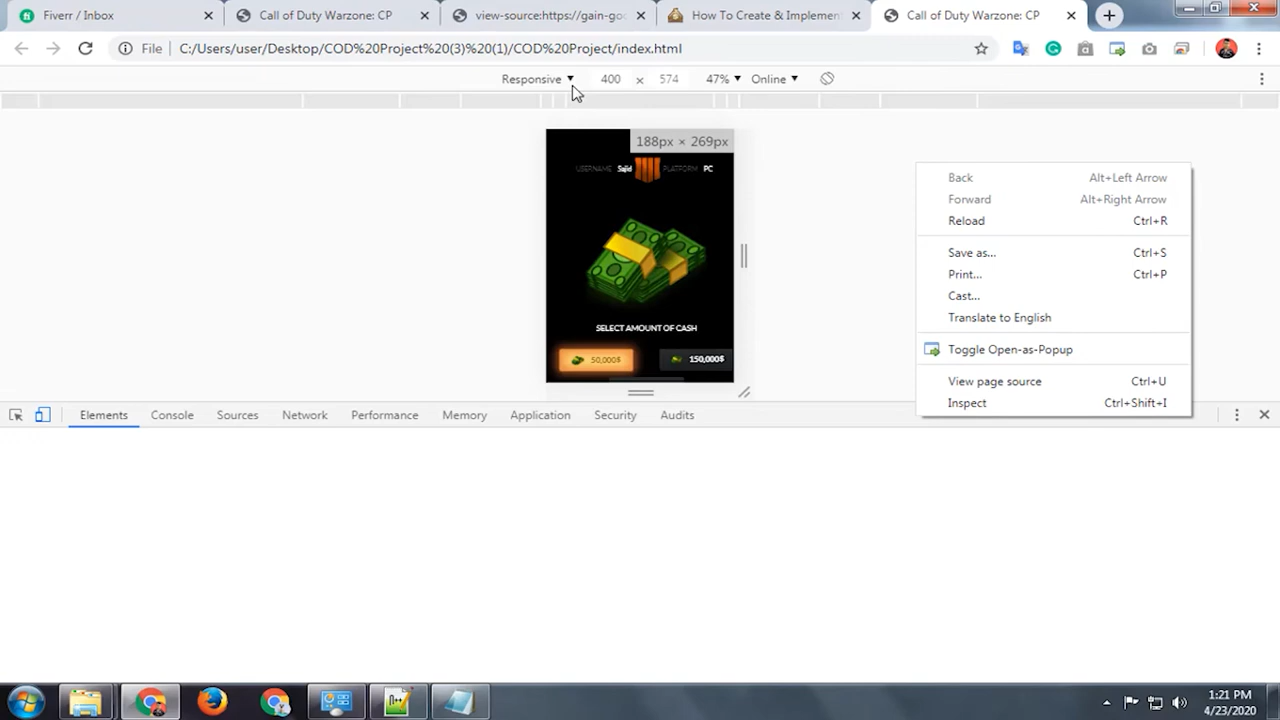 Fiverr / Inbox
Call of Duty Warzone: CP
view-source:https://gain-go
How To Create & Implemen
Call of Duty Warzone: CP
File
C:/Users/user/Desktop/COD%20Project%20(3)%20(1)/COD%20Project/index.html
Responsive 400 × 574 47% Online
188px × 269px
USERNAME Sajid PLATFORM PC
SELECT AMOUNT OF CASH
50,000$ 150,000$
Back Alt+Left Arrow
Forward Alt+Right Arrow
Reload Ctrl+R
Save as... Ctrl+S
Print... Ctrl+P
Cast...
Translate to English
Toggle Open-as-Popup
View page source Ctrl+U
Inspect Ctrl+Shift+I
Elements Console Sources Network Performance Memory Application Security Audits
1:21 PM
4/23/2020